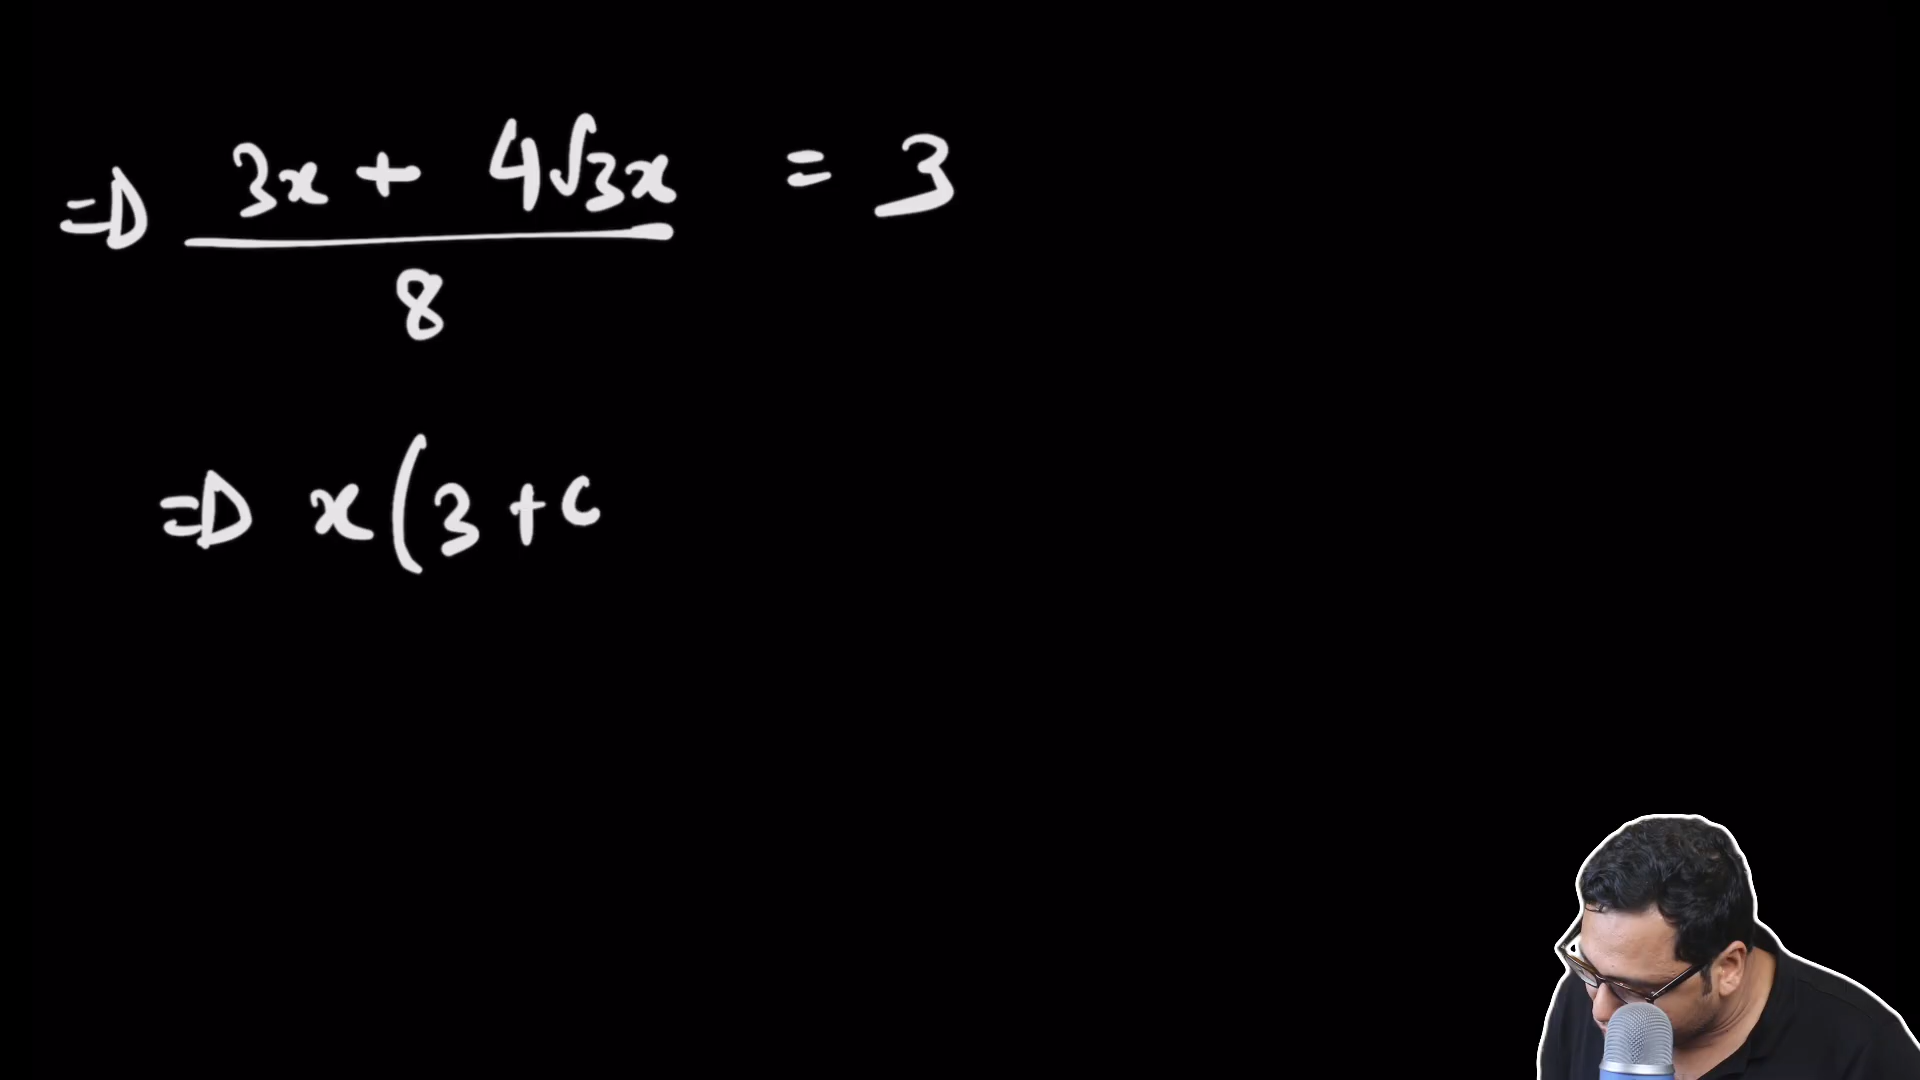 ⇒ 3x + 4√3x = 3
8
⇒ x(3 + c